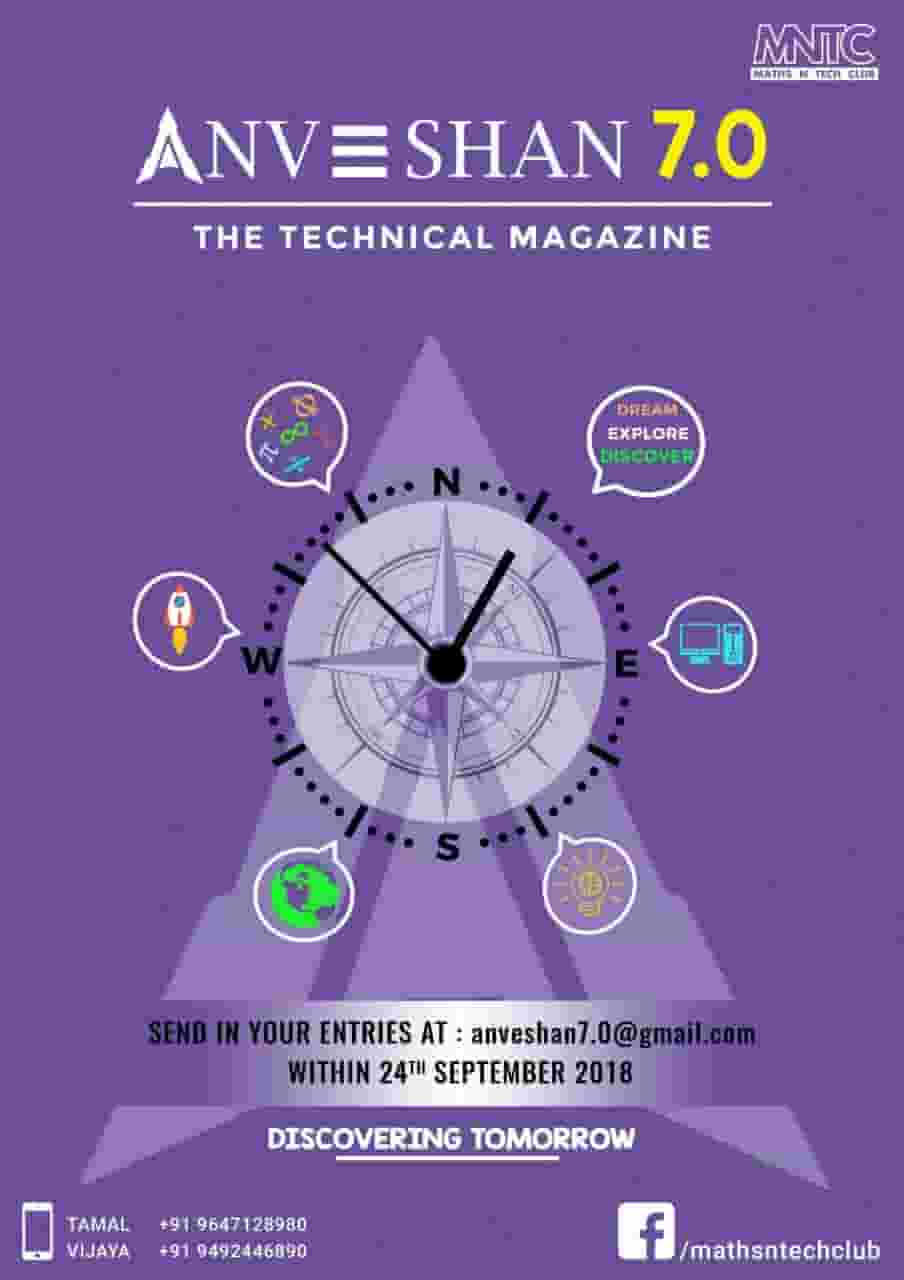 MNTC
MATHS N TECH CLUB
ANVESHAN 7.0
THE TECHNICAL MAGAZINE
DREAM
EXPLORE
DISCOVER
π
N
W
E
S
SEND IN YOUR ENTRIES AT : anveshan7.0@gmail.com
WITHIN 24TH SEPTEMBER 2018
DISCOVERING TOMORROW
TAMAL +91 9647128980
VIJAYA +91 9492446890
f/mathsntechclub